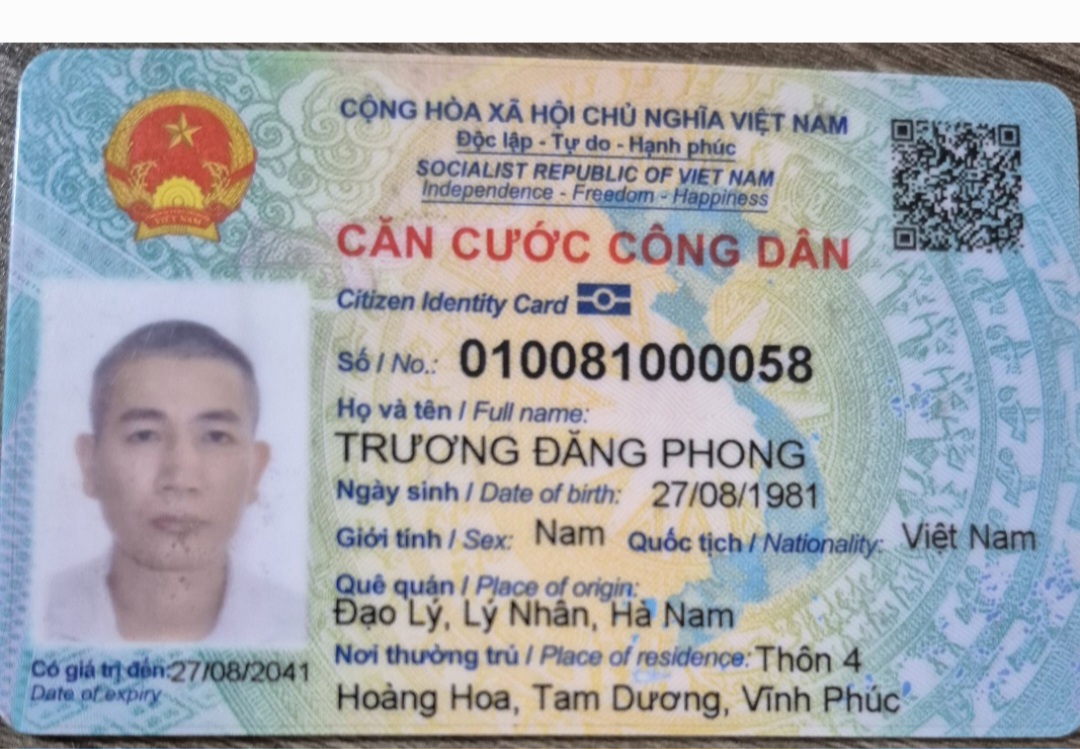 CỘNG HÒA XÃ HỘI CHỦ NGHĨA VIỆT NAM
Độc lập - Tự do - Hạnh phúc
SOCIALIST REPUBLIC OF VIET NAM
Independence - Freedom - Happiness
CĂN CƯỚC CÔNG DÂN
Citizen Identity Card
Số / No.: 010081000058
Họ và tên / Full name:
TRƯƠNG ĐĂNG PHONG
Ngày sinh / Date of birth: 27/08/1981
Giới tính / Sex: Nam Quốc tịch / Nationality: Việt Nam
Quê quán / Place of origin:
Đạo Lý, Lý Nhân, Hà Nam
Nơi thường trú / Place of residence: Thôn 4
Hoàng Hoa, Tam Dương, Vĩnh Phúc
Có giá trị đến: 27/08/2041
Date of expiry
VIỆT NAM